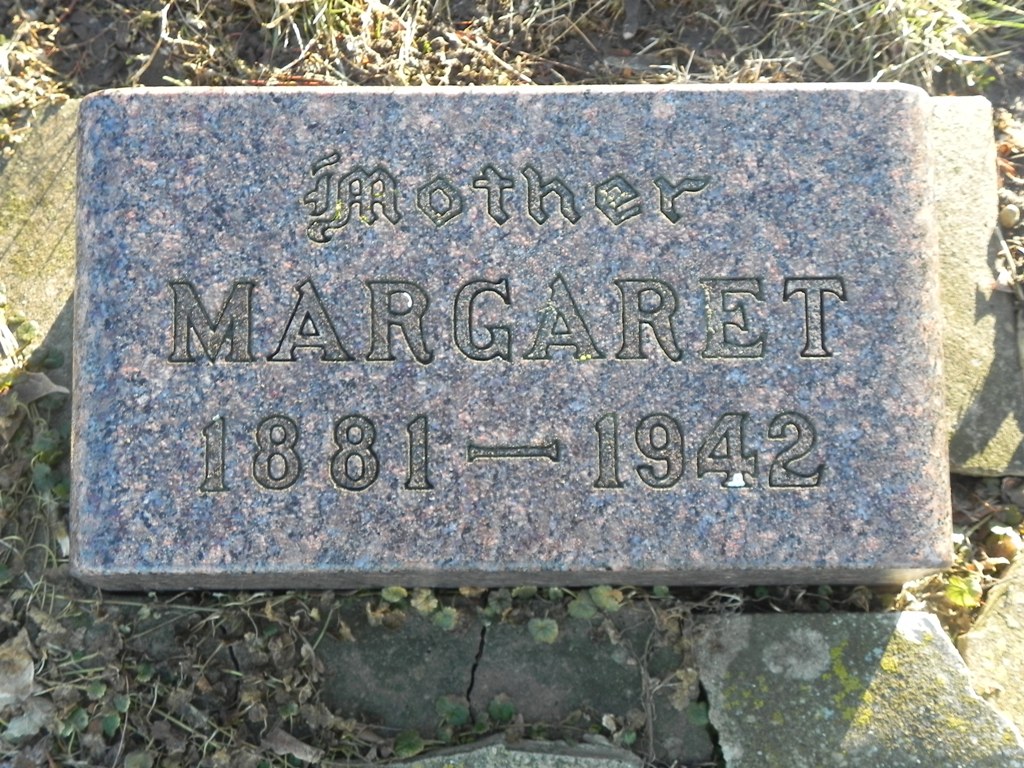 Mother
MARGARET
1881 — 1942